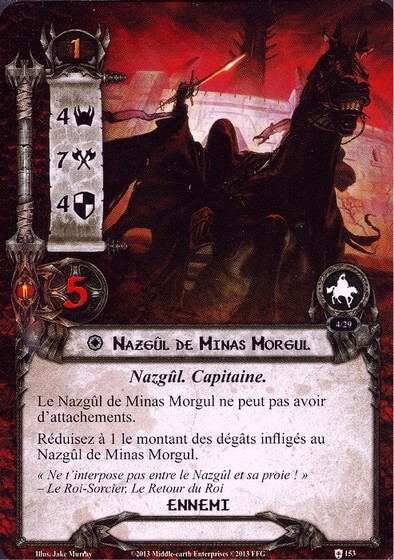 1
4
7
4
5
4/29
Nazgûl de Minas Morgul
Nazgûl. Capitaine.
Le Nazgûl de Minas Morgul ne peut pas avoir
d'attachements.
Réduisez à 1 le montant des dégâts infligés au
Nazgûl de Minas Morgul.
« Ne t'interpose pas entre le Nazgûl et sa proie ! »
– Le Roi-Sorcier, Le Retour du Roi
ENNEMI
Illus. Jake Murray ©2013 Middle-earth Enterprises ©2013 FFG 153